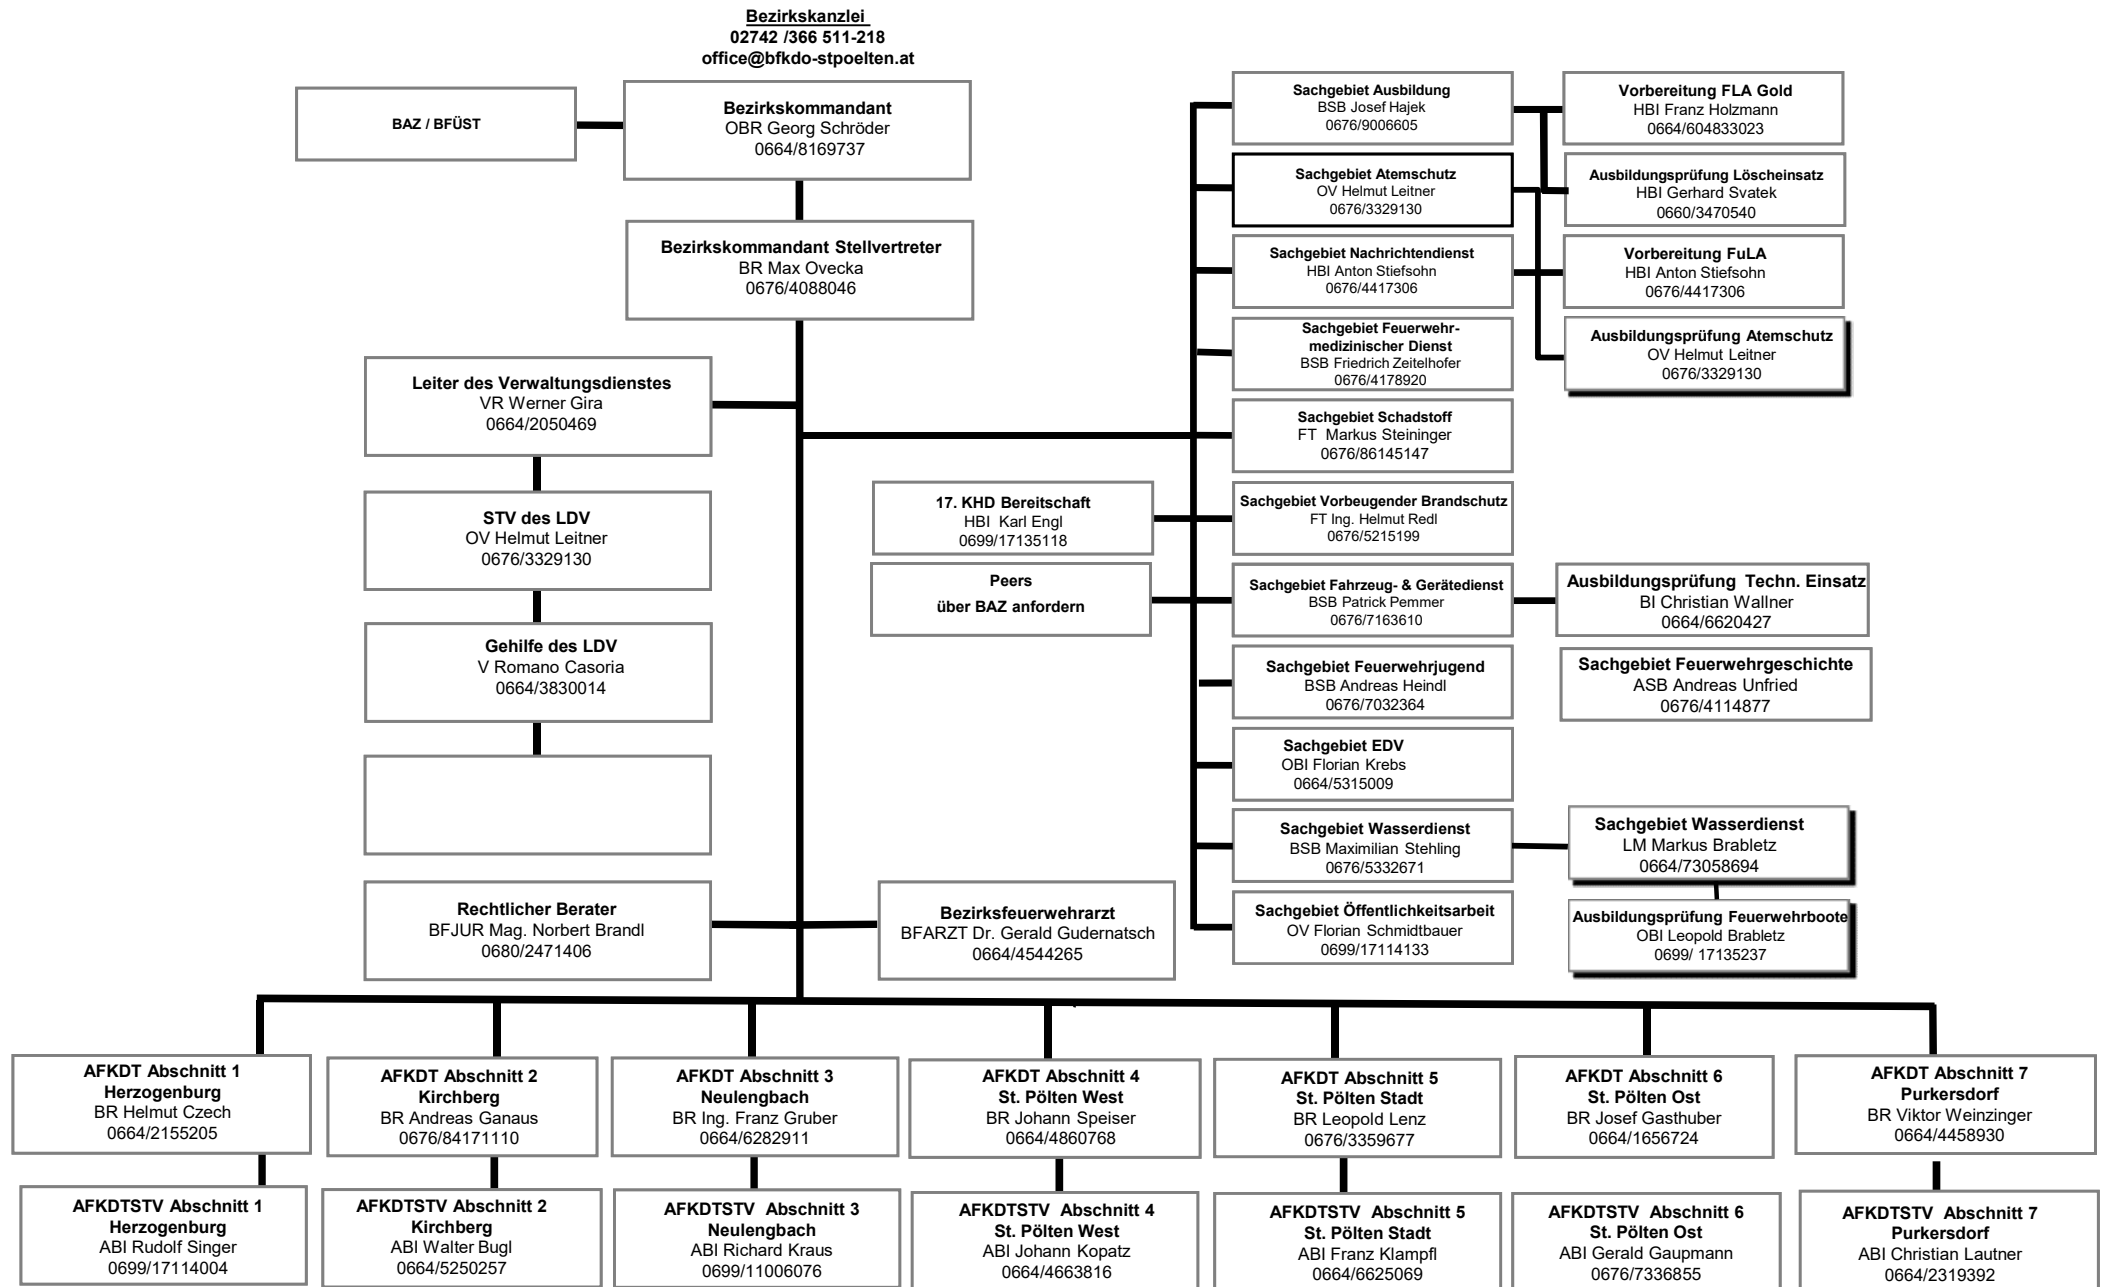 Bezirkskanzlei
02742 /366 511-218
office@bfkdo-stpoelten.at
BAZ / BFÜST
Bezirkskommandant
OBR Georg Schröder
0664/8169737
Bezirkskommandant Stellvertreter
BR Max Ovecka
0676/4088046
Leiter des Verwaltungsdienstes
VR Werner Gira
0664/2050469
STV des LDV
OV Helmut Leitner
0676/3329130
Gehilfe des LDV
V Romano Casoria
0664/3830014
Rechtlicher Berater
BFJUR Mag. Norbert Brandl
0680/2471406
Bezirksfeuerwehrarzt
BFARZT Dr. Gerald Gudernatsch
0664/4544265
17. KHD Bereitschaft
HBI  Karl Engl
0699/17135118
Peers
über BAZ anfordern
Sachgebiet Ausbildung
BSB Josef Hajek
0676/9006605
Sachgebiet Atemschutz
OV Helmut Leitner
0676/3329130
Sachgebiet Nachrichtendienst
HBI Anton Stiefsohn
0676/4417306
Sachgebiet Feuerwehr-
medizinischer Dienst
BSB Friedrich Zeitelhofer
0676/4178920
Sachgebiet Schadstoff
FT  Markus Steininger
0676/86145147
Sachgebiet Vorbeugender Brandschutz
FT Ing. Helmut Redl
0676/5215199
Sachgebiet Fahrzeug- & Gerätedienst
BSB Patrick Pemmer
0676/7163610
Sachgebiet Feuerwehrjugend
BSB Andreas Heindl
0676/7032364
Sachgebiet EDV
OBI Florian Krebs
0664/5315009
Sachgebiet Wasserdienst
BSB Maximilian Stehling
0676/5332671
Sachgebiet Öffentlichkeitsarbeit
OV Florian Schmidtbauer
0699/17114133
Vorbereitung FLA Gold
HBI Franz Holzmann
0664/604833023
Ausbildungsprüfung Löscheinsatz
HBI Gerhard Svatek
0660/3470540
Vorbereitung FuLA
HBI Anton Stiefsohn
0676/4417306
Ausbildungsprüfung Atemschutz
OV Helmut Leitner
0676/3329130
Ausbildungsprüfung  Techn. Einsatz
BI Christian Wallner
0664/6620427
Sachgebiet Feuerwehrgeschichte
ASB Andreas Unfried
0676/4114877
Sachgebiet Wasserdienst
LM Markus Brabletz
0664/73058694
Ausbildungsprüfung Feuerwehrboote
OBI Leopold Brabletz
0699/ 17135237
AFKDT Abschnitt 1
Herzogenburg
BR Helmut Czech
0664/2155205
AFKDT Abschnitt 2
Kirchberg
BR Andreas Ganaus
0676/84171110
AFKDT Abschnitt 3
Neulengbach
BR Ing. Franz Gruber
0664/6282911
AFKDT Abschnitt 4
St. Pölten West
BR Johann Speiser
0664/4860768
AFKDT Abschnitt 5
St. Pölten Stadt
BR Leopold Lenz
0676/3359677
AFKDT Abschnitt 6
St. Pölten Ost
BR Josef Gasthuber
0664/1656724
AFKDT Abschnitt 7
Purkersdorf
BR Viktor Weinzinger
0664/4458930
AFKDTSTV Abschnitt 1
Herzogenburg
ABI Rudolf Singer
0699/17114004
AFKDTSTV Abschnitt 2
Kirchberg
ABI Walter Bugl
0664/5250257
AFKDTSTV  Abschnitt 3
Neulengbach
ABI Richard Kraus
0699/11006076
AFKDTSTV  Abschnitt 4
St. Pölten West
ABI Johann Kopatz
0664/4663816
AFKDTSTV  Abschnitt 5
St. Pölten Stadt
ABI Franz Klampfl
0664/6625069
AFKDTSTV  Abschnitt 6
St. Pölten Ost
ABI Gerald Gaupmann
0676/7336855
AFKDTSTV  Abschnitt 7
Purkersdorf
ABI Christian Lautner
0664/2319392